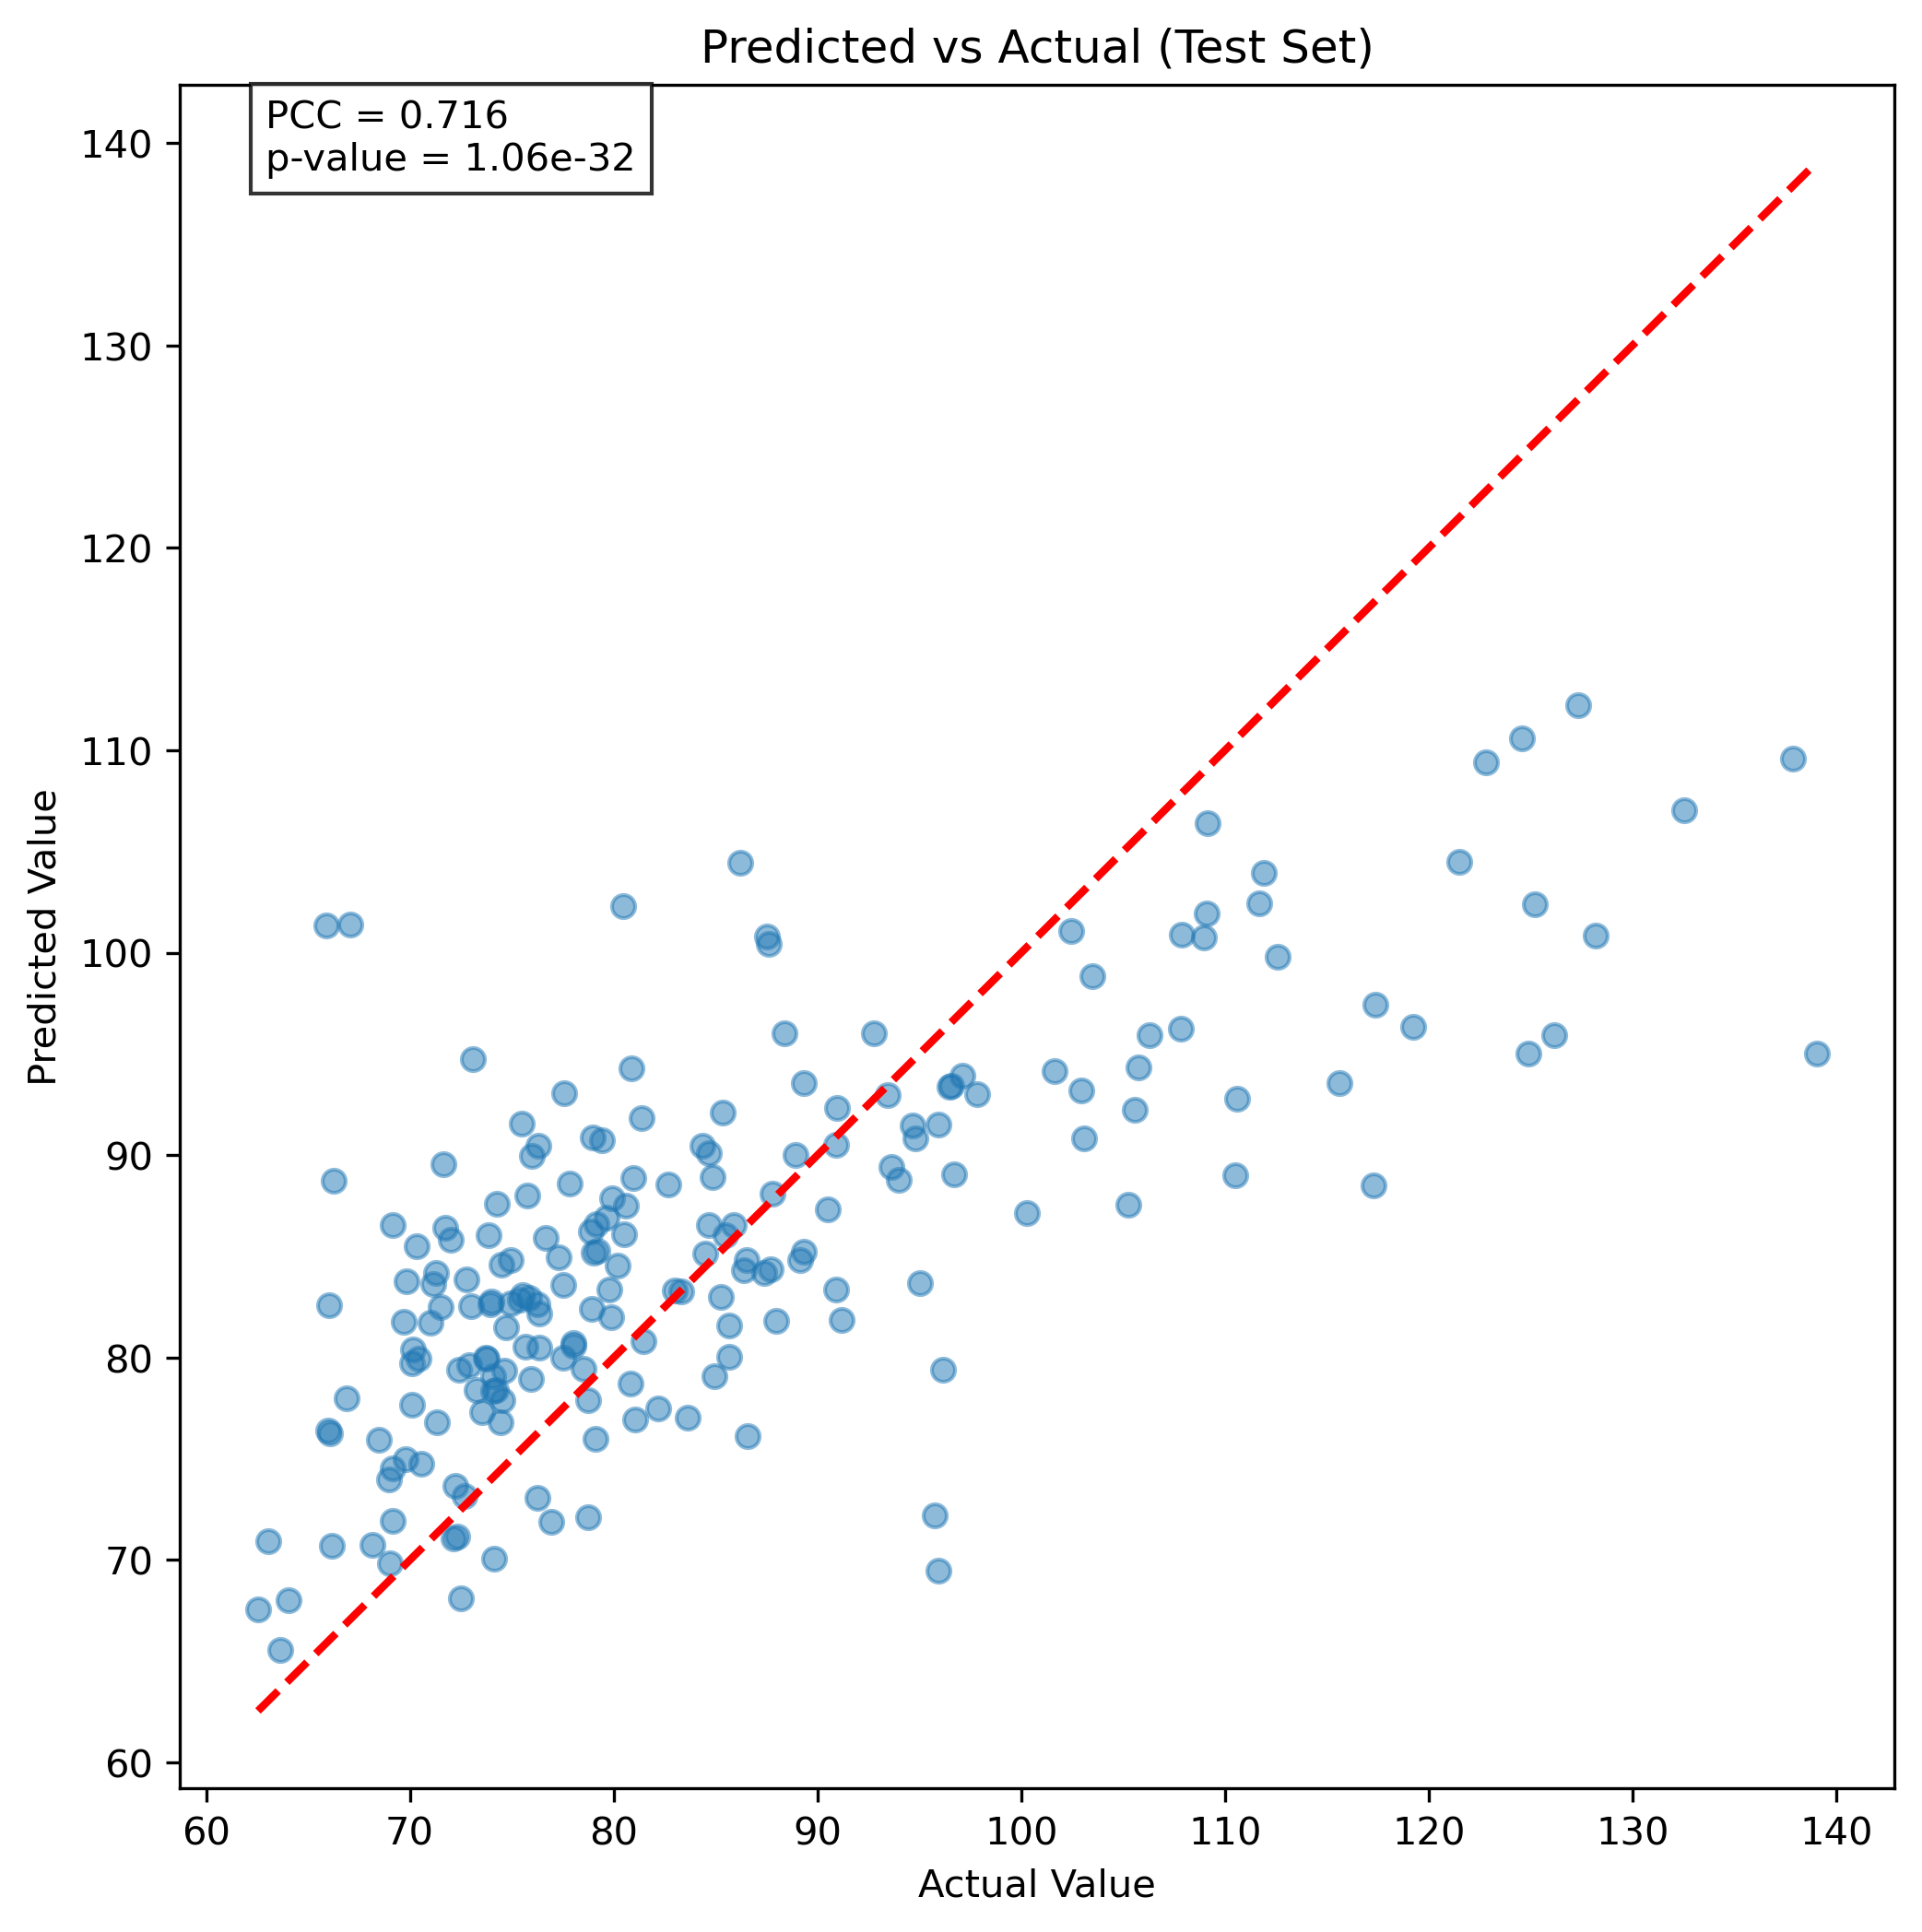 Predicted vs Actual (Test Set)
PCC = 0.716
p-value = 1.06e-32
140
130
120
110
100
90
80
70
60
Predicted Value
60 70 80 90 100 110 120 130 140
Actual Value